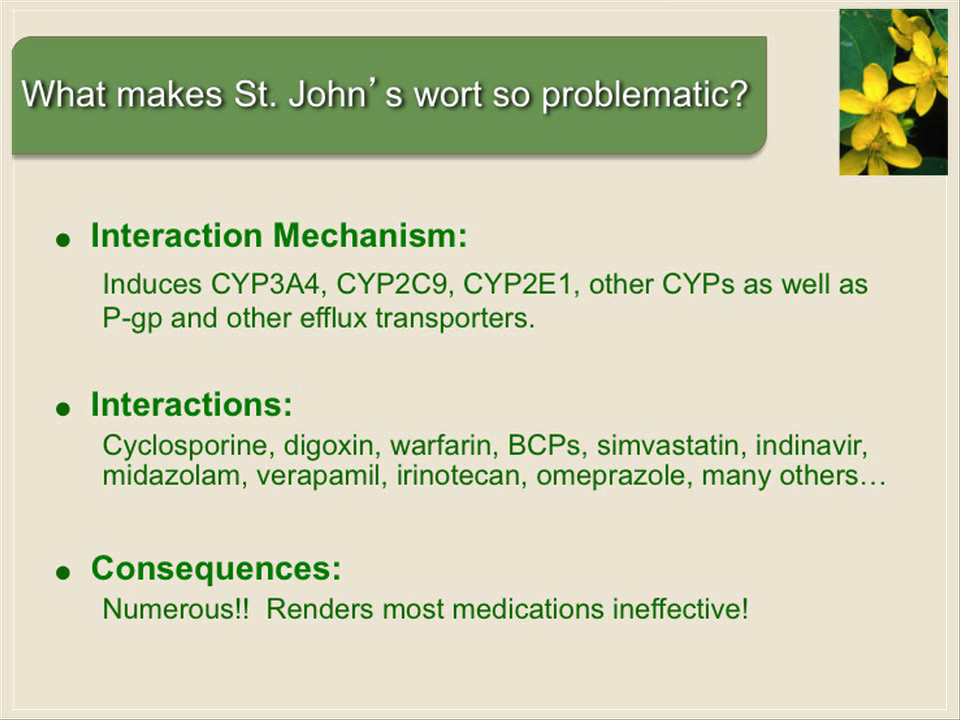 What makes St. John’s wort so problematic?
• Interaction Mechanism:
Induces CYP3A4, CYP2C9, CYP2E1, other CYPs as well as
P-gp and other efflux transporters.
• Interactions:
Cyclosporine, digoxin, warfarin, BCPs, simvastatin, indinavir,
midazolam, verapamil, irinotecan, omeprazole, many others…
• Consequences:
Numerous!! Renders most medications ineffective!